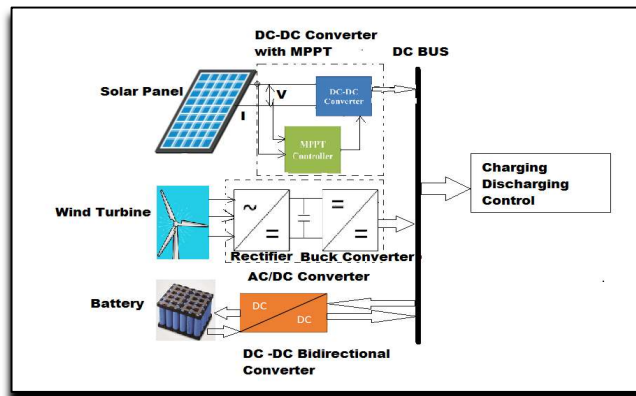 DC-DC Converter
with MPPT
DC BUS
Solar Panel
V
I
DC-DC
Converter
MPPT
Controller
Charging
Discharging
Control
Wind Turbine
~
=
=
=
Rectifier
Buck Converter
AC/DC Converter
Battery
DC
DC
DC -DC Bidirectional
Converter